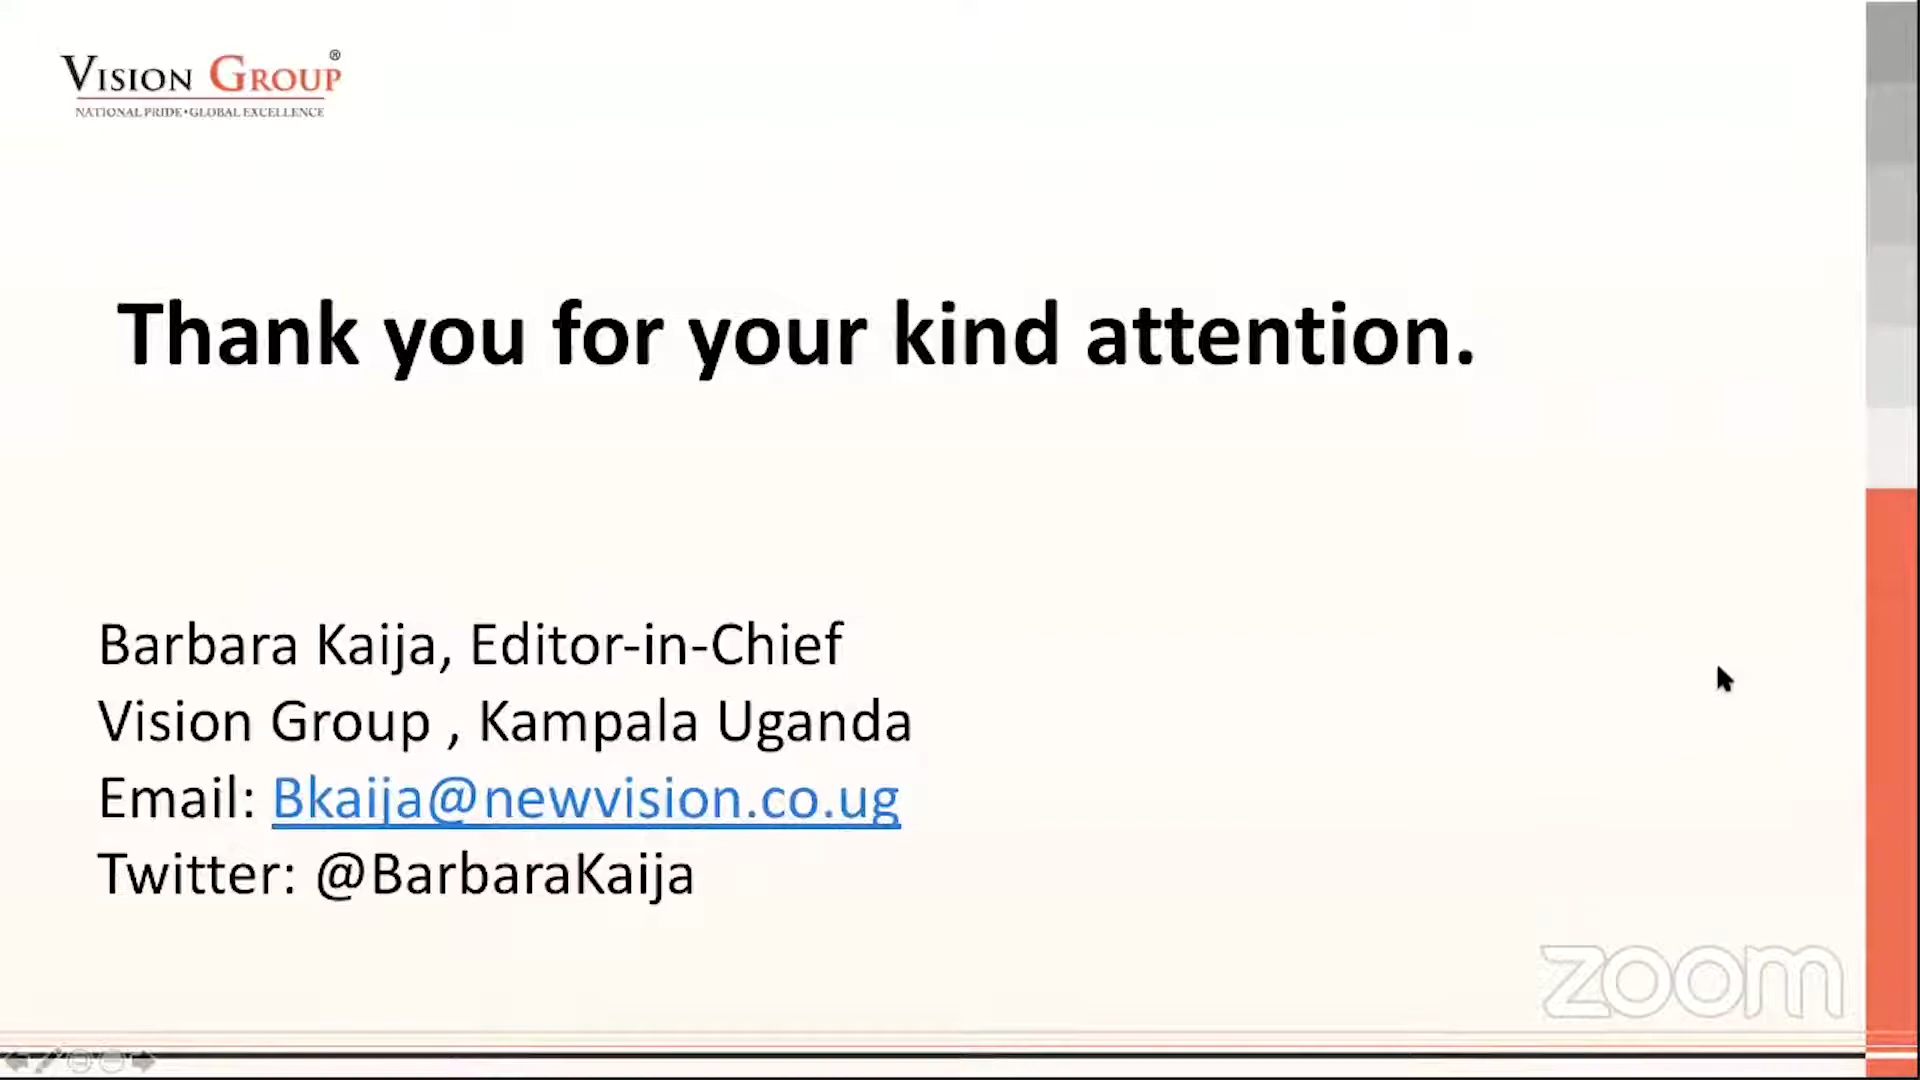 VISION GROUP®
NATIONAL PRIDE•GLOBAL EXCELLENCE
Thank you for your kind attention.
Barbara Kaija, Editor-in-Chief
Vision Group , Kampala Uganda
Email: Bkaija@newvision.co.ug
Twitter: @BarbaraKaija
zoom